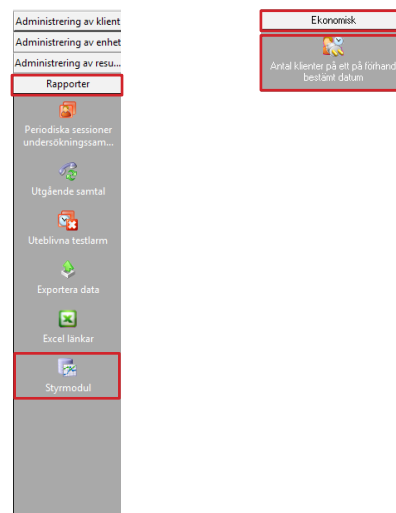 Administrering av klient
Administrering av enhet
Administrering av resu...
Rapporter
Periodiska sessioner
undersökningssam...
Utgående samtal
Uteblivna testlarm
Exportera data
Excel länkar
Styrmodul
Ekonomisk
Antal klienter på ett på förhand
bestämt datum